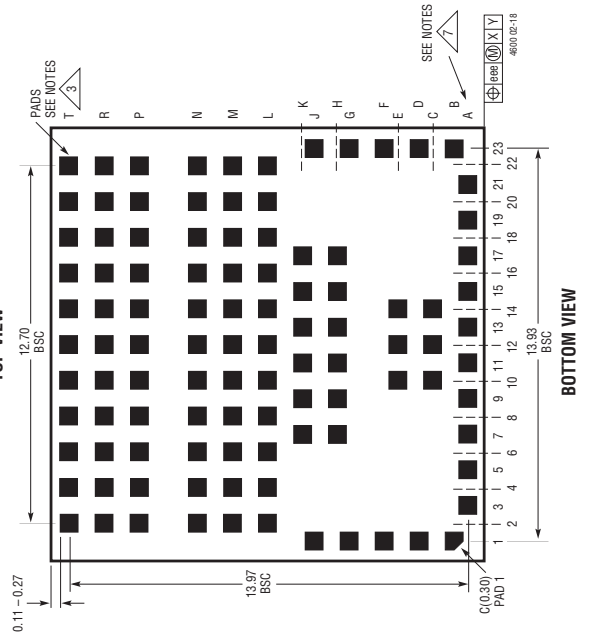 12.70
BSC
PADS
SEE NOTES
3
T
R
P
N
M
L
K
J
H
G
F
E
D
C
B
A
SEE NOTES
7
eee M X Y
4600 02-18
0.11 – 0.27
13.97
BSC
C(0.30)
PAD 1
1 2 3 4 5 6 7 8 9 10 11 12 13 14 15 16 17 18 19 20 21 22 23
13.93
BSC
BOTTOM VIEW